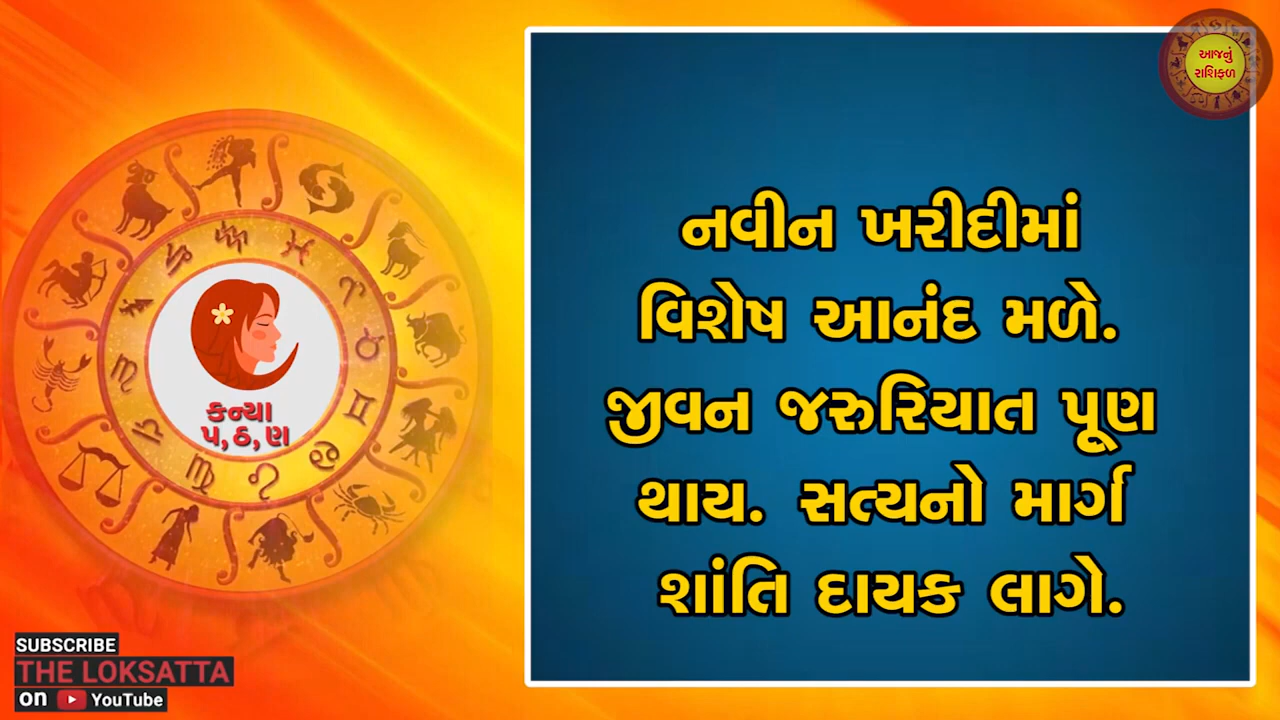 આજનું
રાશિફળ
નવીન ખરીદીમાં
વિશેષ આનંદ મળે.
જીવન જરુરિયાત પૂણ
થાય. સત્યનો માર્ગ
શાંતિ દાયક લાગે.
કન્યા
પ, ઠ, ણ
SUBSCRIBE
THE LOKSATTA
on YouTube